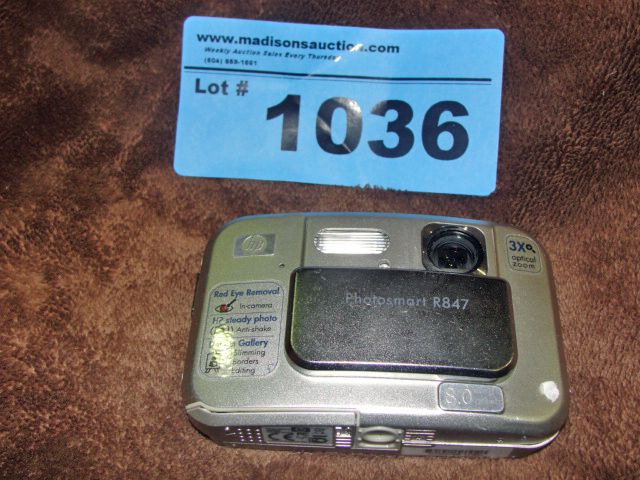 www.madisonsauction.com
Weekly Auction Sales Every Thursday
Lot # 1036
hp
3X
optical
zoom
Photosmart R847
Red Eye Removal
In-camera
HP steady photo
Anti-shake
Gallery
Slimming
Borders
Editing
8.0